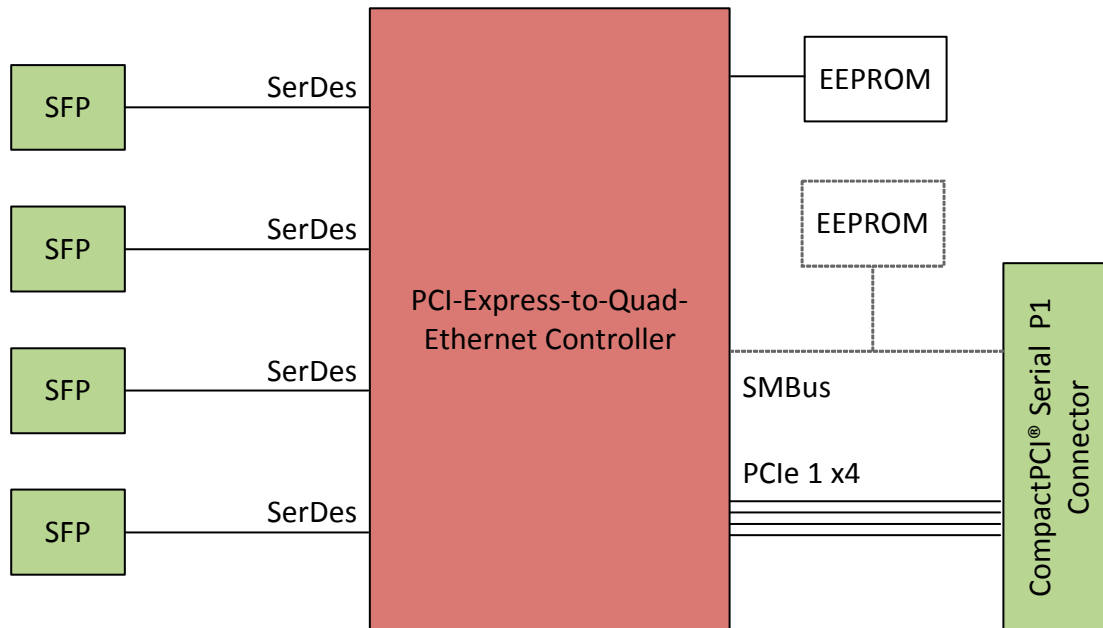 SFP
SerDes
SFP
SerDes
SFP
SerDes
SFP
SerDes
PCI-Express-to-Quad-
Ethernet Controller
EEPROM
EEPROM
SMBus
PCIe 1 x4
CompactPCI® Serial P1
Connector